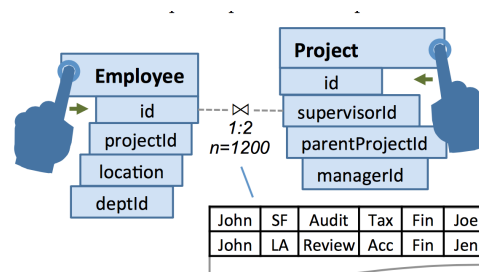 Employee
id
projectId
location
deptId
⋈
1:2
n=1200
Project
id
supervisorId
parentProjectId
managerId
John SF Audit Tax Fin Joe
John LA Review Acc Fin Jen